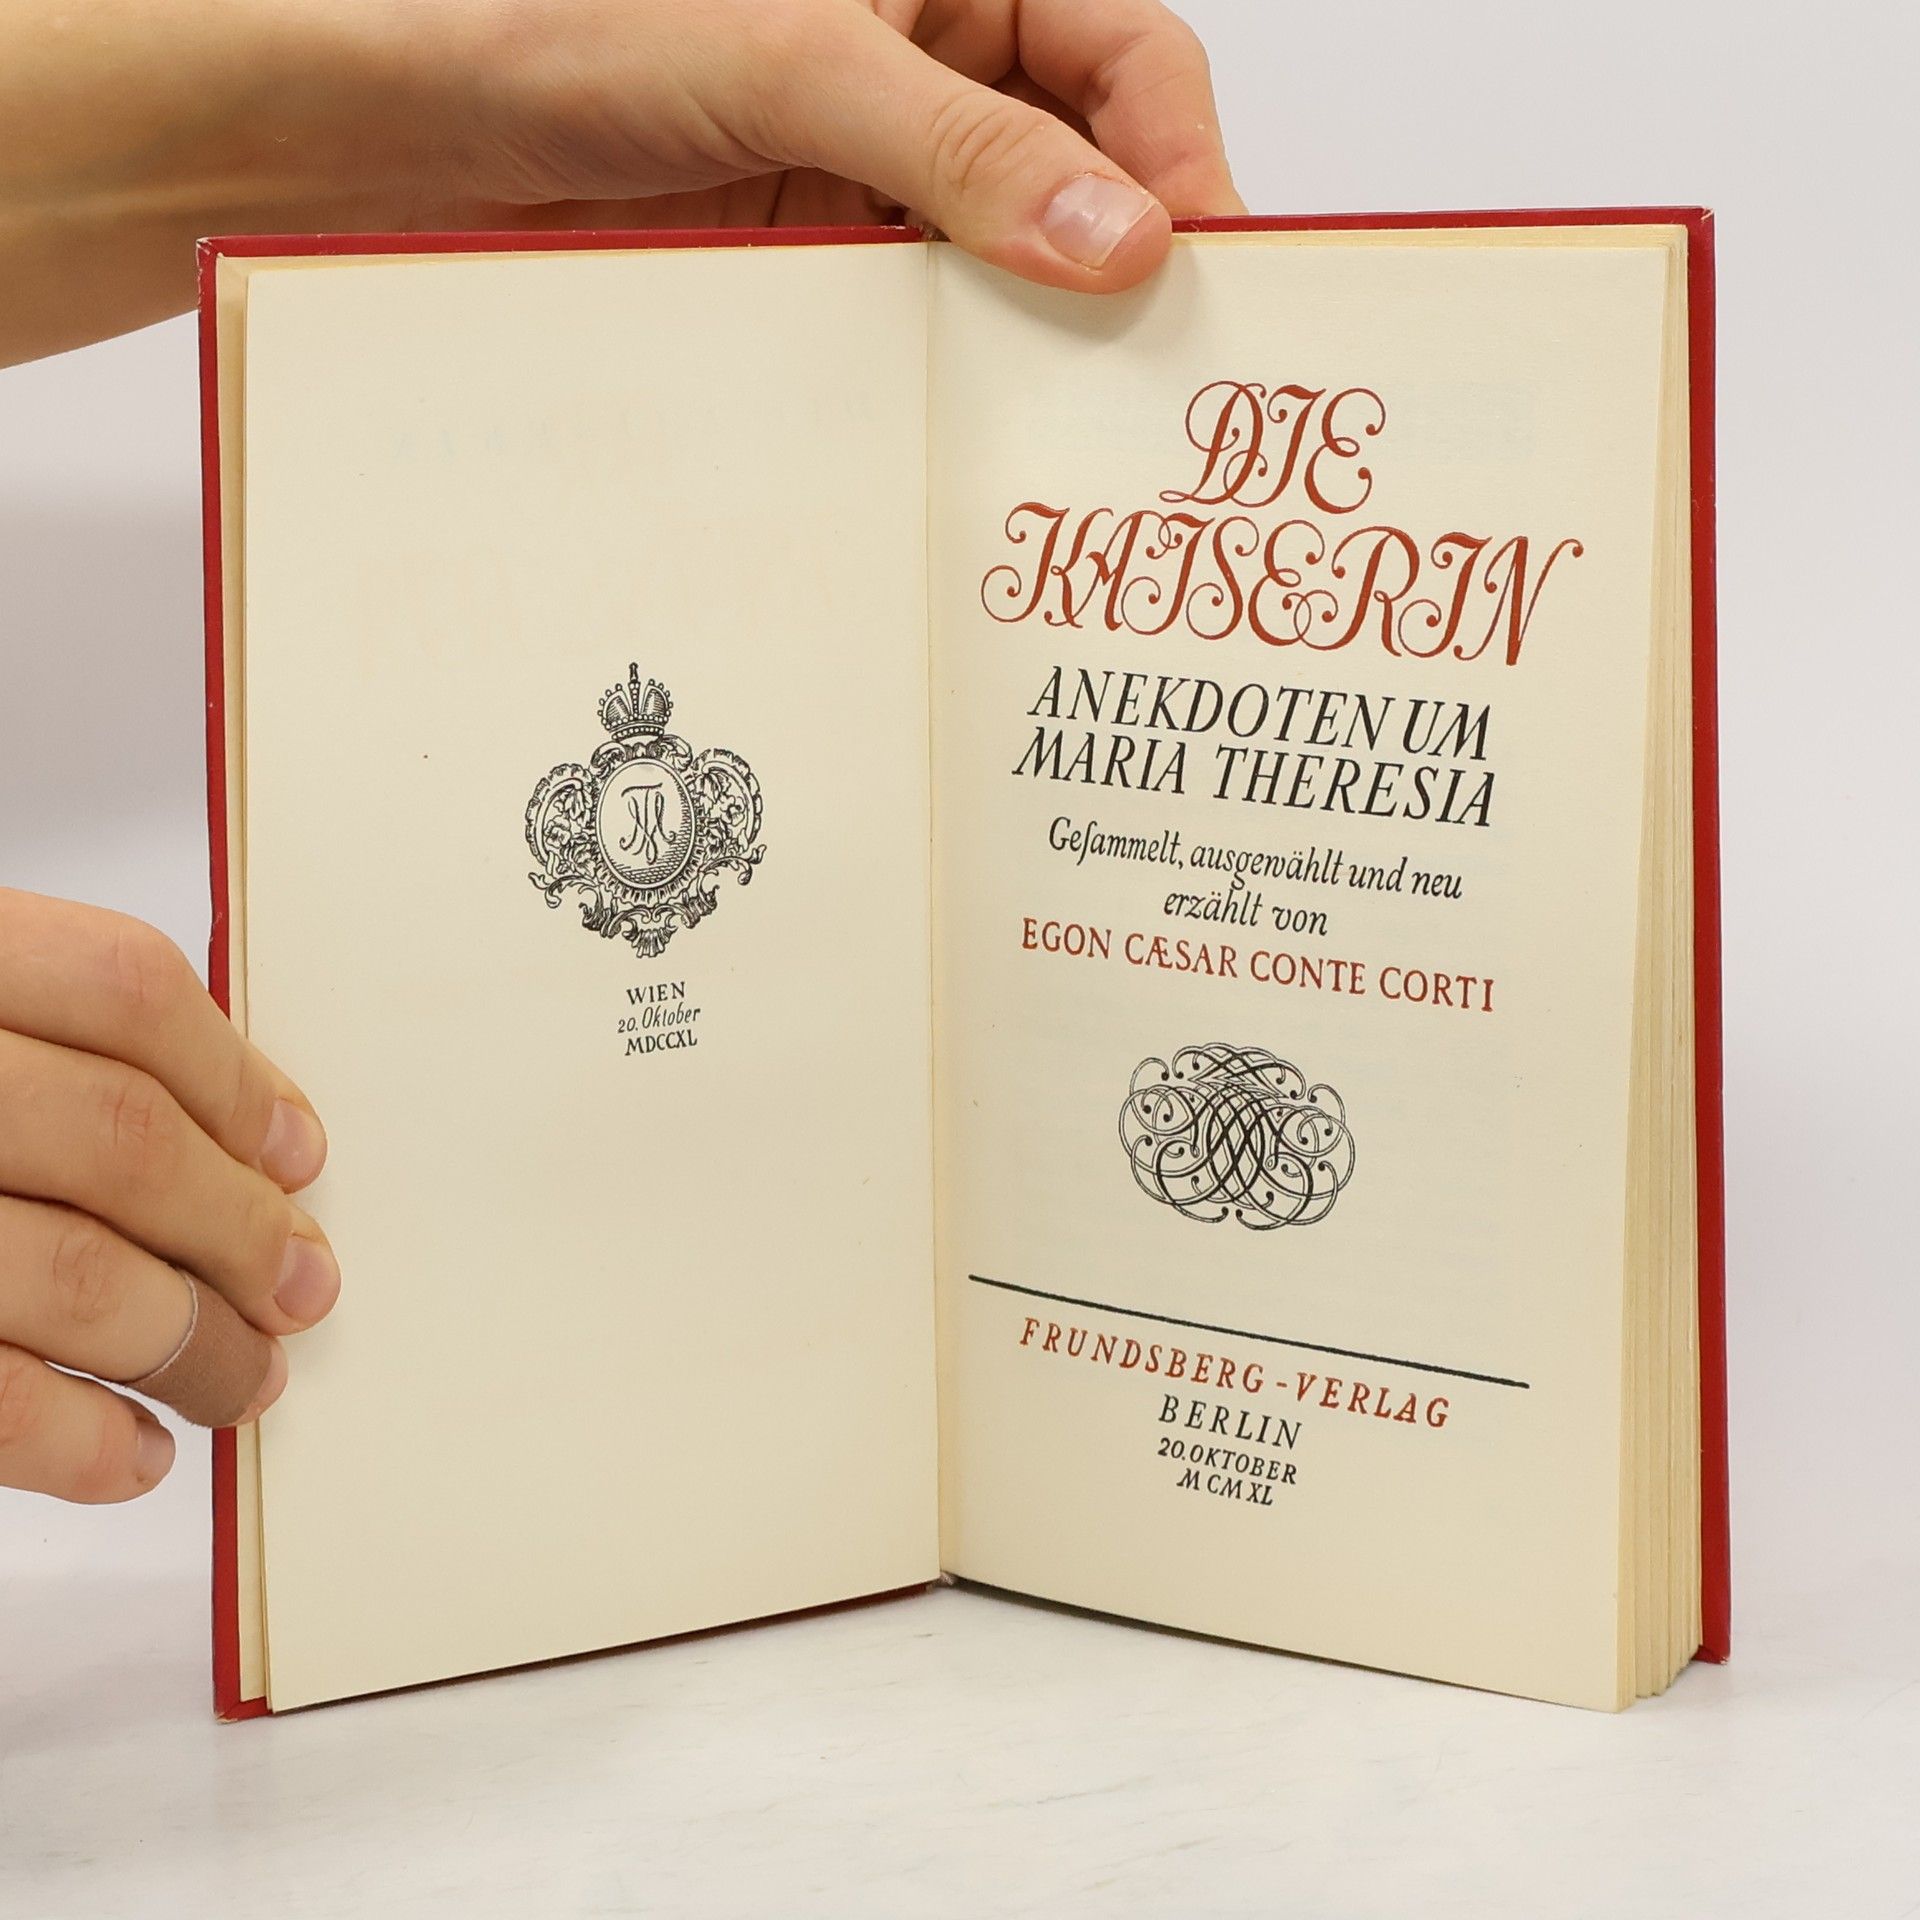 WIEN
20. Oktober
MDCCXL
DIE
KAISERIN
ANEKDOTEN UM
MARIA THERESIA
Geſammelt, ausgewählt und neu
erzählt von
EGON CÆSAR CONTE CORTI
FRUNDSBERG-VERLAG
BERLIN
20. OKTOBER
MCMXL